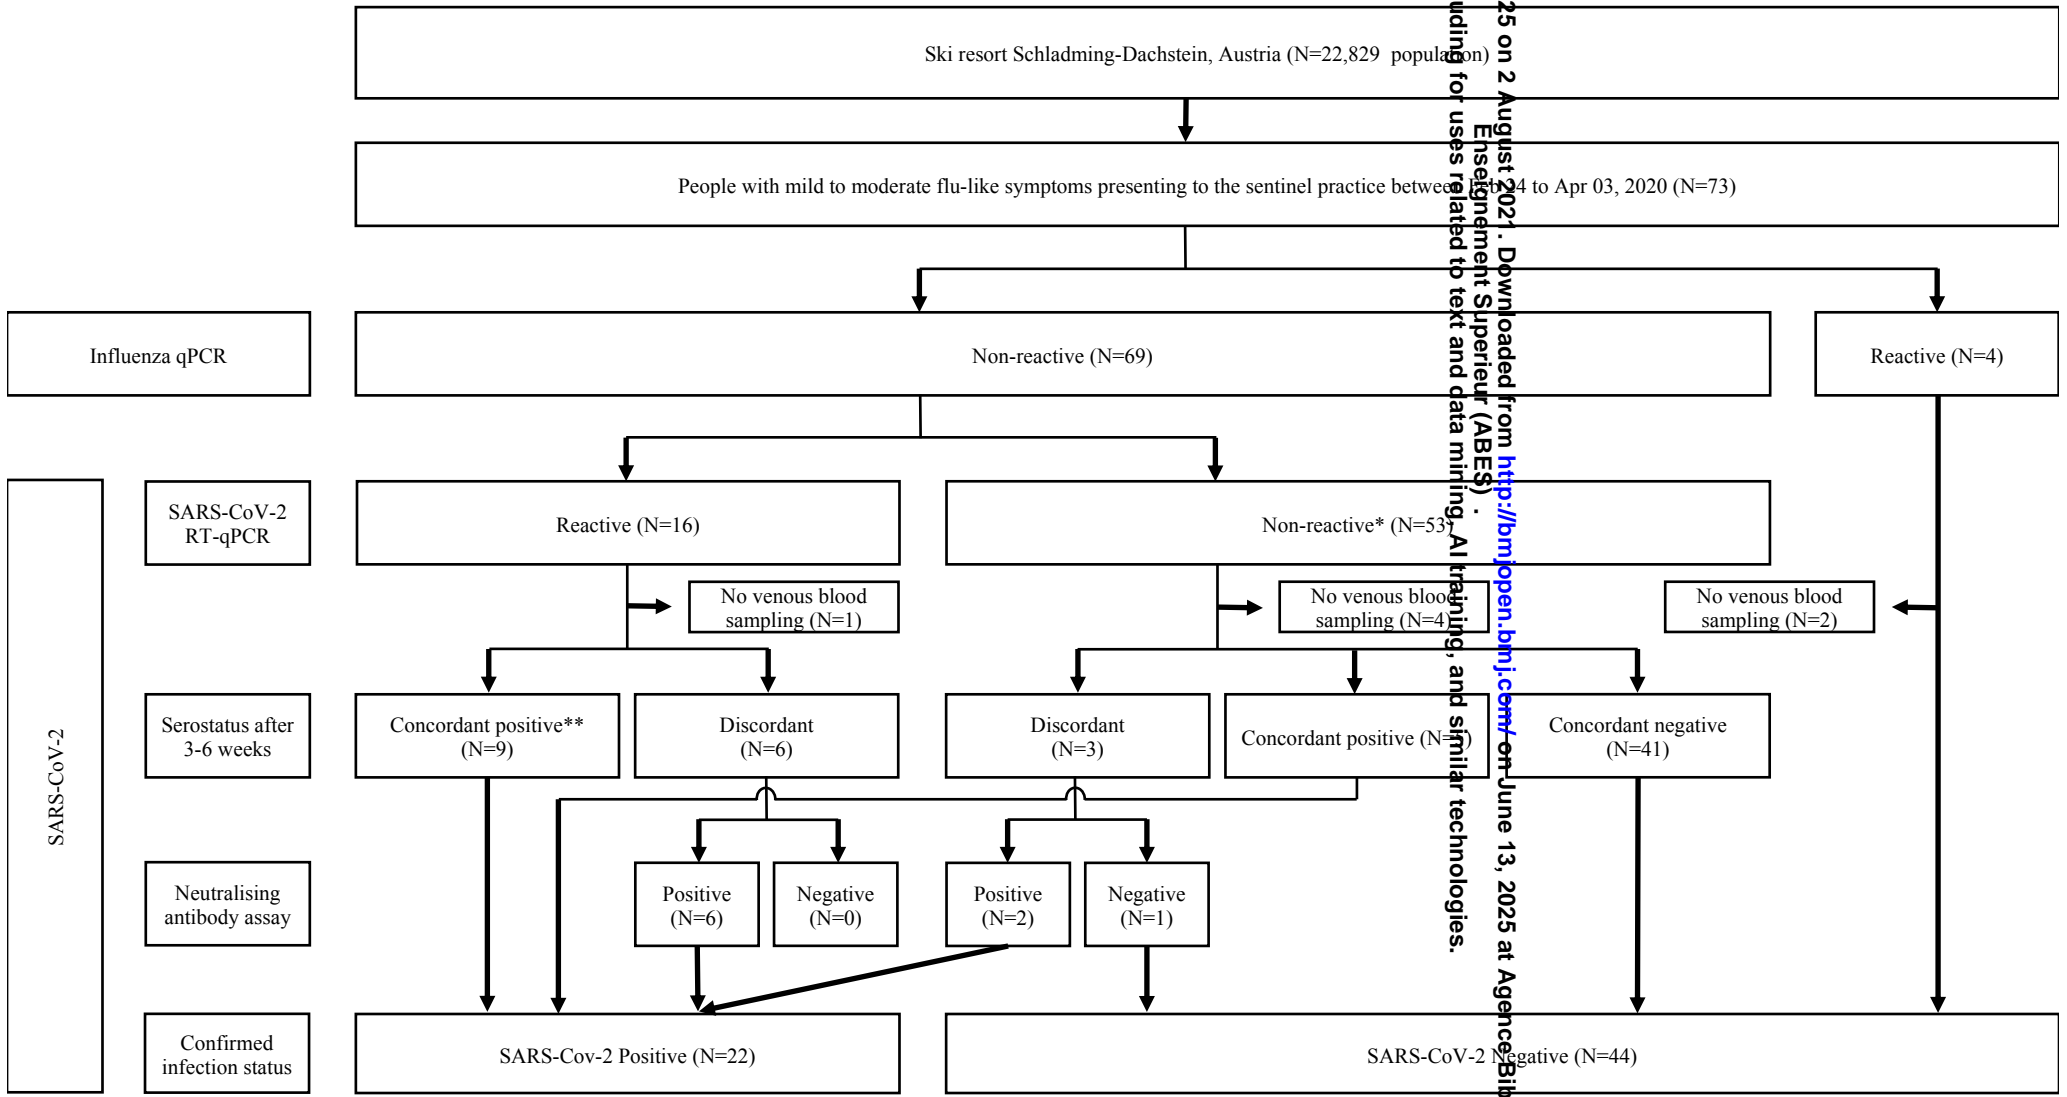 Ski resort Schladming-Dachstein, Austria (N=22,829 population)
People with mild to moderate flu-like symptoms presenting to the sentinel practice between Feb 24 to Apr 03, 2020 (N=73)
Influenza qPCR
Non-reactive (N=69)
Reactive (N=4)
SARS-CoV-2
SARS-CoV-2
RT-qPCR
Reactive (N=16)
Non-reactive* (N=53)
No venous blood
sampling (N=1)
No venous blood
sampling (N=4)
No venous blood
sampling (N=2)
Serostatus after
3-6 weeks
Concordant positive**
(N=9)
Discordant
(N=6)
Discordant
(N=3)
Concordant positive
Concordant negative
(N=41)
Neutralising
antibody assay
Positive
(N=6)
Negative
(N=0)
Positive
(N=2)
Negative
(N=1)
Confirmed
infection status
SARS-Cov-2 Positive (N=22)
SARS-CoV-2 Negative (N=44)
25 on 2 August 2021. Downloaded from http://bmjopen.bmj.com/ on June 13, 2025 at Agence Bib
Enseignement Superieur (ABES) .
uding for uses related to text and data mining, AI training, and similar technologies.